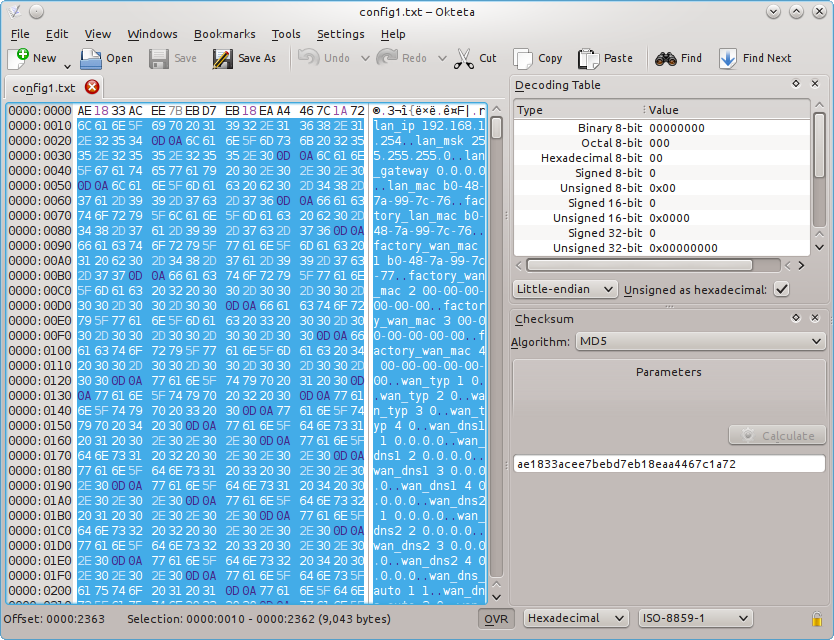 config1.txt – Okteta
File Edit View Windows Bookmarks Tools Settings Help
New Open Save Save As Undo Redo Cut Copy Paste Find Find Next
config1.txt
0000:0000 AE 18 33 AC EE 7B EB D7 EB 18 EA A4 46 7C 1A 72 ®.3¬î{ë×ë.ê¤F|.r
0000:0010 6C 61 6E 5F 69 70 20 31 39 32 2E 31 36 38 2E 31 lan_ip 192.168.1
0000:0020 2E 32 35 34 0D 0A 6C 61 6E 5F 6D 73 6B 20 32 35 .254..lan_msk 25
0000:0030 35 2E 32 35 35 2E 32 35 35 2E 30 0D 0A 6C 61 6E 5.255.255.0..lan
0000:0040 5F 67 61 74 65 77 61 79 20 30 2E 30 2E 30 2E 30 _gateway 0.0.0.0
0000:0050 0D 0A 6C 61 6E 5F 6D 61 63 20 62 30 2D 34 38 2D ..lan_mac b0-48-
0000:0060 37 61 2D 39 39 2D 37 63 2D 37 36 0D 0A 66 61 63 7a-99-7c-76..fac
0000:0070 74 6F 72 79 5F 6C 61 6E 5F 6D 61 63 20 62 30 2D tory_lan_mac b0-
0000:0080 34 38 2D 37 61 2D 39 39 2D 37 63 2D 37 36 0D 0A 48-7a-99-7c-76..
0000:0090 66 61 63 74 6F 72 79 5F 77 61 6E 5F 6D 61 63 20 factory_wan_mac
0000:00A0 31 20 62 30 2D 34 38 2D 37 61 2D 39 39 2D 37 63 1 b0-48-7a-99-7c
0000:00B0 2D 37 37 0D 0A 66 61 63 74 6F 72 79 5F 77 61 6E -77..factory_wan
0000:00C0 5F 6D 61 63 20 32 20 30 30 2D 30 30 2D 30 30 2D _mac 2 00-00-00-
0000:00D0 30 30 2D 30 30 2D 30 30 0D 0A 66 61 63 74 6F 72 00-00-00..factor
0000:00E0 79 5F 77 61 6E 5F 6D 61 63 20 33 20 30 30 2D 30 y_wan_mac 3 00-0
0000:00F0 30 2D 30 30 2D 30 30 2D 30 30 2D 30 30 0D 0A 66 0-00-00-00-00..f
0000:0100 61 63 74 6F 72 79 5F 77 61 6E 5F 6D 61 63 20 34 actory_wan_mac 4
0000:0110 20 30 30 2D 30 30 2D 30 30 2D 30 30 2D 30 30 2D 00-00-00-00-00-
0000:0120 30 30 0D 0A 77 61 6E 5F 74 79 70 20 31 20 30 0D 00..wan_typ 1 0.
0000:0130 0A 77 61 6E 5F 74 79 70 20 32 20 30 0D 0A 77 61 .wan_typ 2 0..wa
0000:0140 6E 5F 74 79 70 20 33 20 30 0D 0A 77 61 6E 5F 74 n_typ 3 0..wan_t
0000:0150 79 70 20 34 20 30 0D 0A 77 61 6E 5F 64 6E 73 31 yp 4 0..wan_dns1
0000:0160 20 31 20 30 2E 30 2E 30 2E 30 0D 0A 77 61 6E 5F 1 0.0.0.0..wan_
0000:0170 64 6E 73 31 20 32 20 30 2E 30 2E 30 2E 30 0D 0A dns1 2 0.0.0.0..
0000:0180 77 61 6E 5F 64 6E 73 31 20 33 20 30 2E 30 2E 30 wan_dns1 3 0.0.0
0000:0190 2E 30 0D 0A 77 61 6E 5F 64 6E 73 31 20 34 20 30 .0..wan_dns1 4 0
0000:01A0 2E 30 2E 30 2E 30 0D 0A 77 61 6E 5F 64 6E 73 32 .0.0.0..wan_dns2
0000:01B0 20 31 20 30 2E 30 2E 30 2E 30 0D 0A 77 61 6E 5F 1 0.0.0.0..wan_
0000:01C0 64 6E 73 32 20 32 20 30 2E 30 2E 30 2E 30 0D 0A dns2 2 0.0.0.0..
0000:01D0 77 61 6E 5F 64 6E 73 32 20 33 20 30 2E 30 2E 30 wan_dns2 3 0.0.0
0000:01E0 2E 30 0D 0A 77 61 6E 5F 64 6E 73 32 20 34 20 30 .0..wan_dns2 4 0
0000:01F0 2E 30 2E 30 2E 30 0D 0A 77 61 6E 5F 64 6E 73 5F .0.0.0..wan_dns_
0000:0200 61 75 74 6F 20 31 20 31 0D 0A 77 61 6E 5F 64 6E auto 1 1..wan_dn
Decoding Table
Type Value
Binary 8-bit 00000000
Octal 8-bit 000
Hexadecimal 8-bit 00
Signed 8-bit 0
Unsigned 8-bit 0x00
Signed 16-bit 0
Unsigned 16-bit 0x0000
Signed 32-bit 0
Unsigned 32-bit 0x00000000
Little-endian Unsigned as hexadecimal:
Checksum
Algorithm: MD5
Parameters
Calculate
ae1833acee7bebd7eb18eaa4467c1a72
Offset: 0000:2363 Selection: 0000:0010 - 0000:2362 (9,043 bytes) OVR Hexadecimal ISO-8859-1